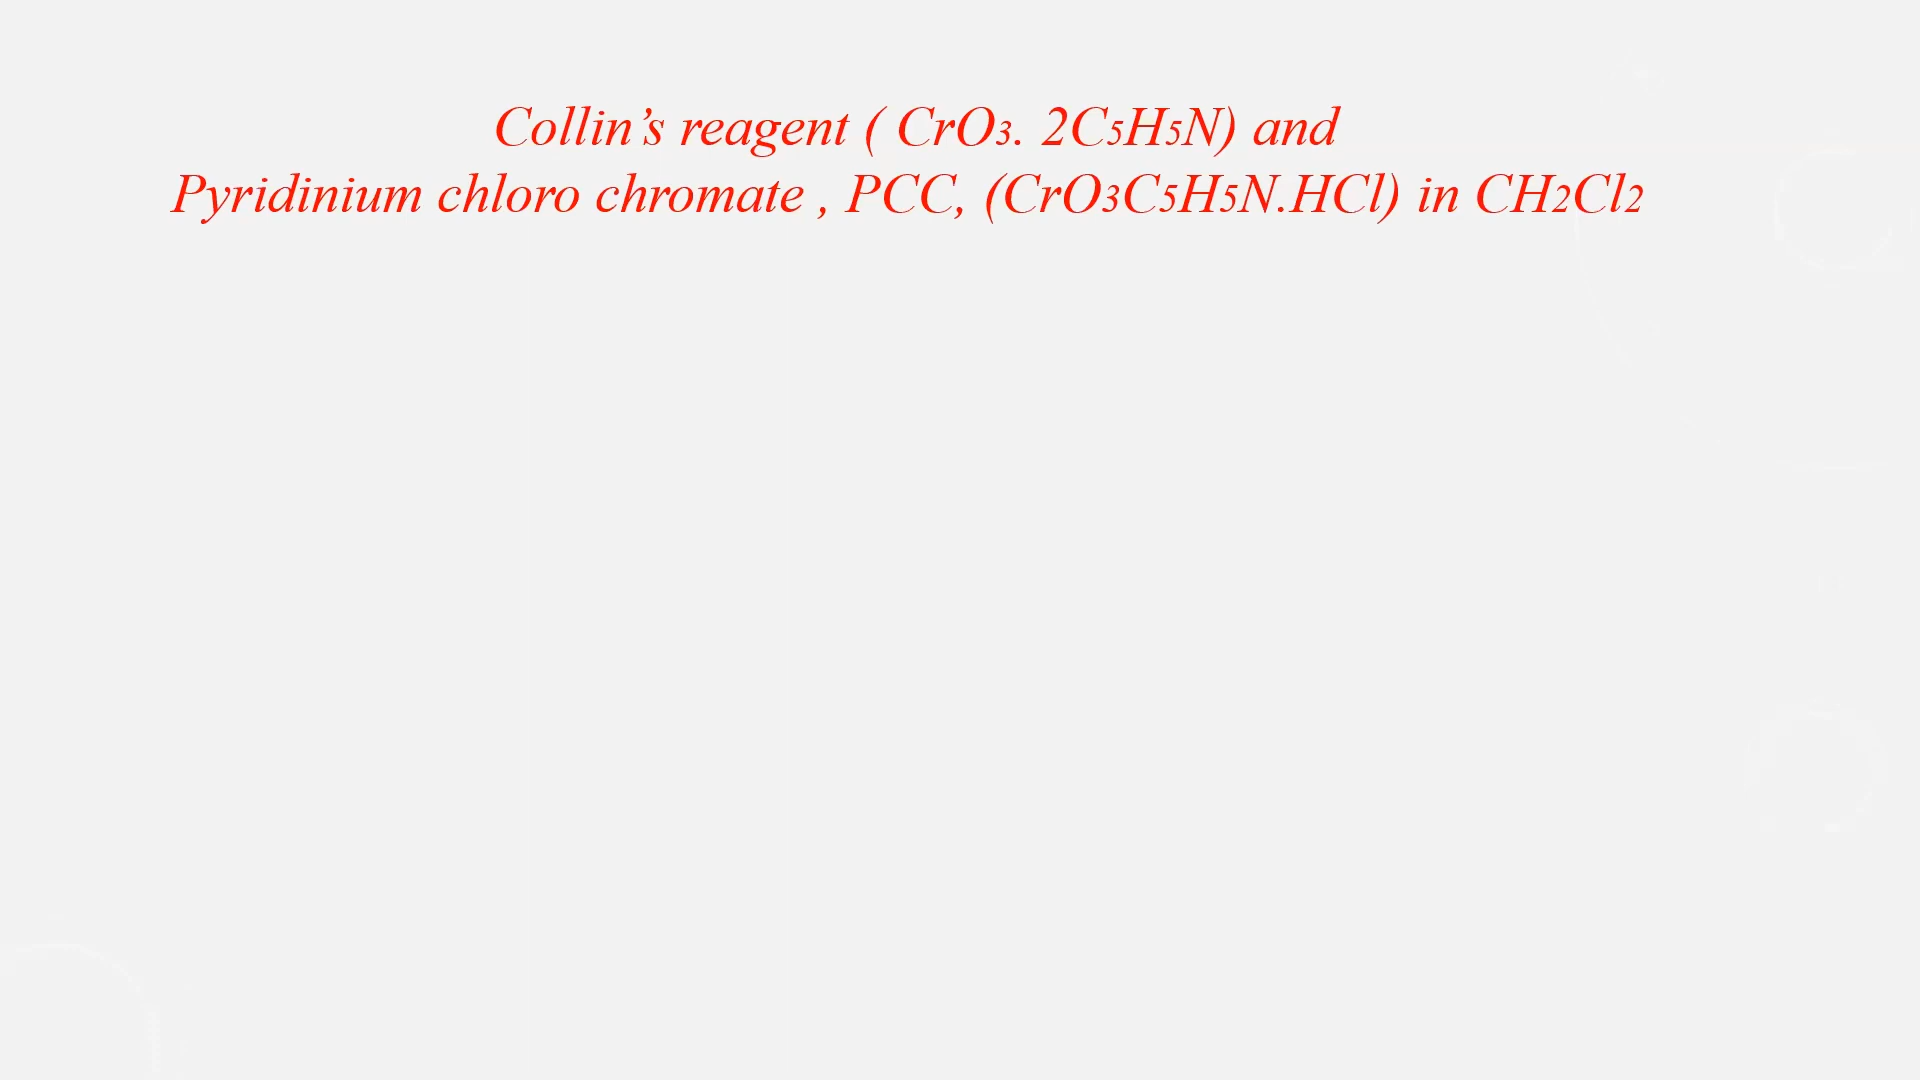 Collin’s reagent ( CrO3. 2C5H5N) and
Pyridinium chloro chromate , PCC, (CrO3C5H5N.HCl) in CH2Cl2